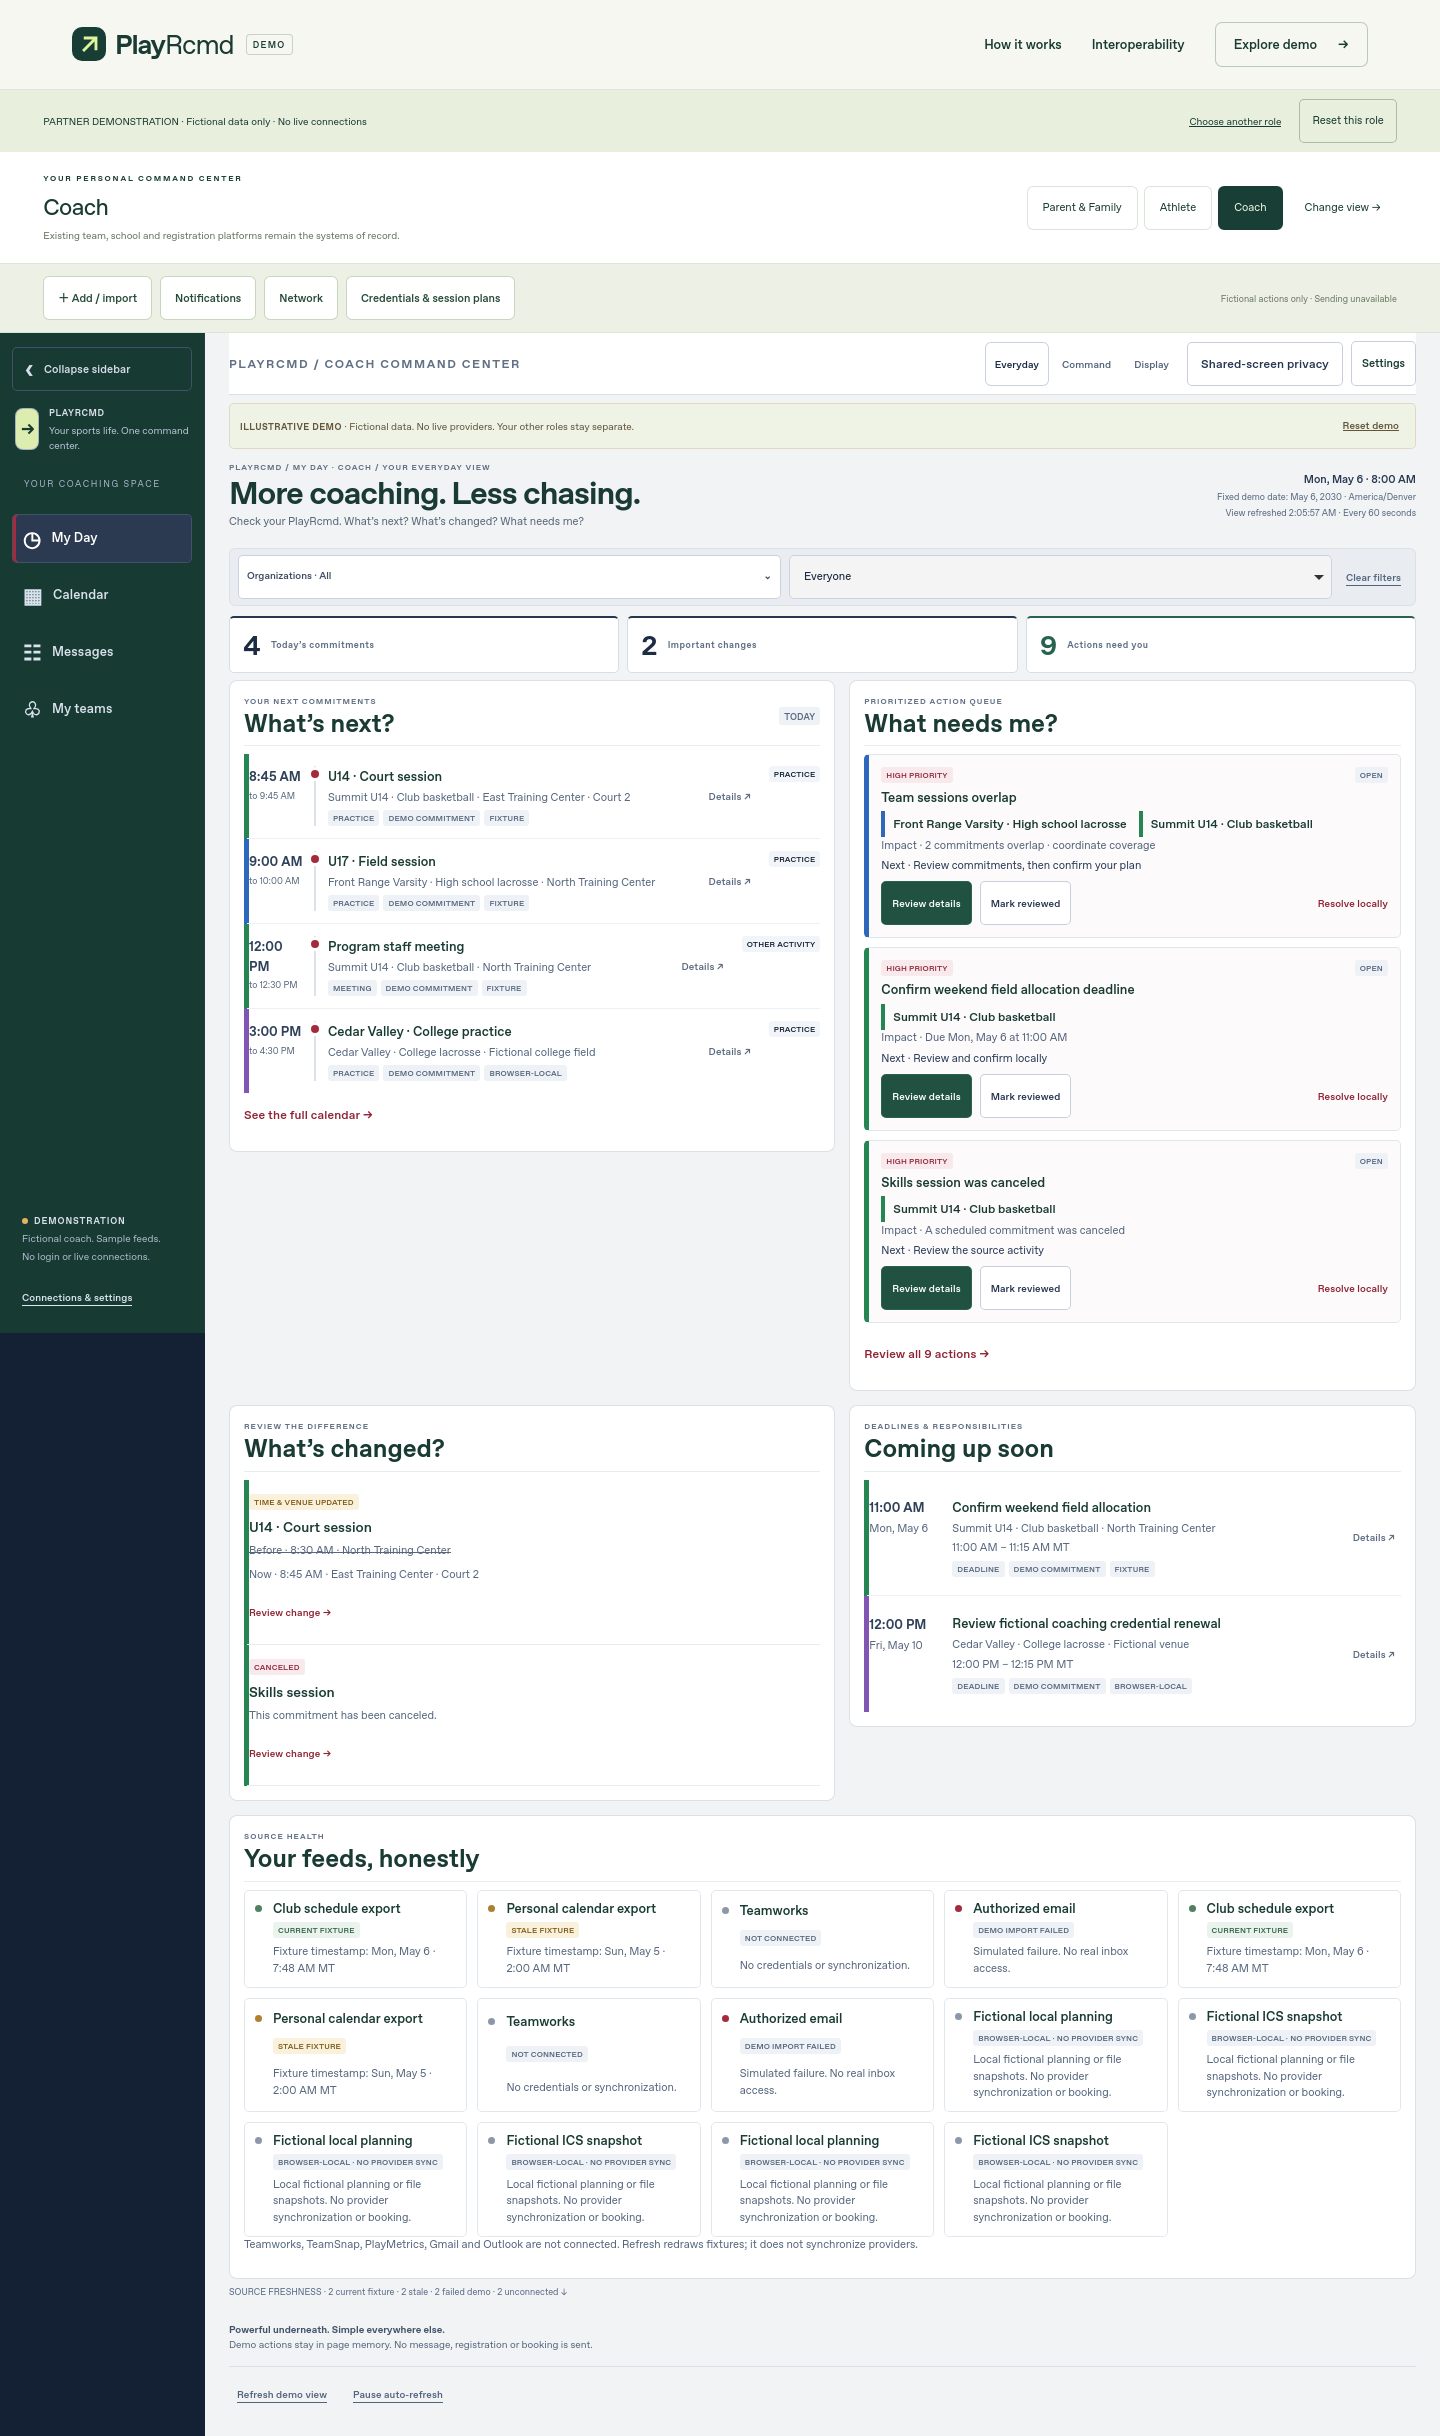 PlayRcmd DEMO
How it works
Interoperability
Explore demo →
PARTNER DEMONSTRATION · Fictional data only · No live connections
Choose another role
Reset this role
YOUR PERSONAL COMMAND CENTER
Coach
Existing team, school and registration platforms remain the systems of record.
Parent & Family
Athlete
Coach
Change view →
+ Add / import
Notifications
Network
Credentials & session plans
Fictional actions only · Sending unavailable
Collapse sidebar
PLAYRCMD
Your sports life. One command
center.
YOUR COACHING SPACE
My Day
Calendar
Messages
My teams
DEMONSTRATION
Fictional coach. Sample feeds.
No login or live connections.
Connections & settings
PLAYRCMD / COACH COMMAND CENTER
Everyday
Command
Display
Shared-screen privacy
Settings
ILLUSTRATIVE DEMO · Fictional data. No live providers. Your other roles stay separate.
Reset demo
PLAYRCMD / MY DAY · COACH / YOUR EVERYDAY VIEW
More coaching. Less chasing.
Check your PlayRcmd. What's next? What's changed? What needs me?
Mon, May 6 · 8:00 AM
Fixed demo date: May 6, 2030 · America/Denver
View refreshed 2:05:57 AM · Every 60 seconds
Organizations · All
Everyone
Clear filters
4 Today's commitments
2 Important changes
9 Actions need you
YOUR NEXT COMMITMENTS
What's next?
TODAY
8:45 AM
to 9:45 AM
U14 · Court session
PRACTICE
Summit U14 · Club basketball · East Training Center · Court 2
Details ↗
PRACTICE DEMO COMMITMENT FIXTURE
9:00 AM
to 10:00 AM
U17 · Field session
PRACTICE
Front Range Varsity · High school lacrosse · North Training Center
Details ↗
PRACTICE DEMO COMMITMENT FIXTURE
12:00
PM
to 12:30 PM
Program staff meeting
OTHER ACTIVITY
Summit U14 · Club basketball · North Training Center
Details ↗
MEETING DEMO COMMITMENT FIXTURE
3:00 PM
to 4:30 PM
Cedar Valley · College practice
PRACTICE
Cedar Valley · College lacrosse · Fictional college field
Details ↗
PRACTICE DEMO COMMITMENT BROWSER-LOCAL
See the full calendar →
PRIORITIZED ACTION QUEUE
What needs me?
HIGH PRIORITY
OPEN
Team sessions overlap
Front Range Varsity · High school lacrosse
Summit U14 · Club basketball
Impact · 2 commitments overlap · coordinate coverage
Next · Review commitments, then confirm your plan
Review details
Mark reviewed
Resolve locally
HIGH PRIORITY
OPEN
Confirm weekend field allocation deadline
Summit U14 · Club basketball
Impact · Due Mon, May 6 at 11:00 AM
Next · Review and confirm locally
Review details
Mark reviewed
Resolve locally
HIGH PRIORITY
OPEN
Skills session was canceled
Summit U14 · Club basketball
Impact · A scheduled commitment was canceled
Next · Review the source activity
Review details
Mark reviewed
Resolve locally
Review all 9 actions →
REVIEW THE DIFFERENCE
What's changed?
TIME & VENUE UPDATED
U14 · Court session
Before · 8:30 AM · North Training Center
Now · 8:45 AM · East Training Center · Court 2
Review change →
CANCELED
Skills session
This commitment has been canceled.
Review change →
DEADLINES & RESPONSIBILITIES
Coming up soon
11:00 AM
Mon, May 6
Confirm weekend field allocation
Summit U14 · Club basketball · North Training Center
11:00 AM – 11:15 AM MT
Details ↗
DEADLINE DEMO COMMITMENT FIXTURE
12:00 PM
Fri, May 10
Review fictional coaching credential renewal
Cedar Valley · College lacrosse · Fictional venue
12:00 PM – 12:15 PM MT
Details ↗
DEADLINE DEMO COMMITMENT BROWSER-LOCAL
SOURCE HEALTH
Your feeds, honestly
Club schedule export
CURRENT FIXTURE
Fixture timestamp: Mon, May 6 ·
7:48 AM MT
Personal calendar export
STALE FIXTURE
Fixture timestamp: Sun, May 5 ·
2:00 AM MT
Teamworks
NOT CONNECTED
No credentials or synchronization.
Authorized email
DEMO IMPORT FAILED
Simulated failure. No real inbox
access.
Club schedule export
CURRENT FIXTURE
Fixture timestamp: Mon, May 6 ·
7:48 AM MT
Personal calendar export
STALE FIXTURE
Fixture timestamp: Sun, May 5 ·
2:00 AM MT
Teamworks
NOT CONNECTED
No credentials or synchronization.
Authorized email
DEMO IMPORT FAILED
Simulated failure. No real inbox
access.
Fictional local planning
BROWSER-LOCAL · NO PROVIDER SYNC
Local fictional planning or file
snapshots. No provider
synchronization or booking.
Fictional ICS snapshot
BROWSER-LOCAL · NO PROVIDER SYNC
Local fictional planning or file
snapshots. No provider
synchronization or booking.
Fictional local planning
BROWSER-LOCAL · NO PROVIDER SYNC
Local fictional planning or file
snapshots. No provider
synchronization or booking.
Fictional ICS snapshot
BROWSER-LOCAL · NO PROVIDER SYNC
Local fictional planning or file
snapshots. No provider
synchronization or booking.
Fictional local planning
BROWSER-LOCAL · NO PROVIDER SYNC
Local fictional planning or file
snapshots. No provider
synchronization or booking.
Fictional ICS snapshot
BROWSER-LOCAL · NO PROVIDER SYNC
Local fictional planning or file
snapshots. No provider
synchronization or booking.
Teamworks, TeamSnap, PlayMetrics, Gmail and Outlook are not connected. Refresh redraws fixtures; it does not synchronize providers.
SOURCE FRESHNESS · 2 current fixture · 2 stale · 2 failed demo · 2 unconnected ↓
Powerful underneath. Simple everywhere else.
Demo actions stay in page memory. No message, registration or booking is sent.
Refresh demo view
Pause auto-refresh